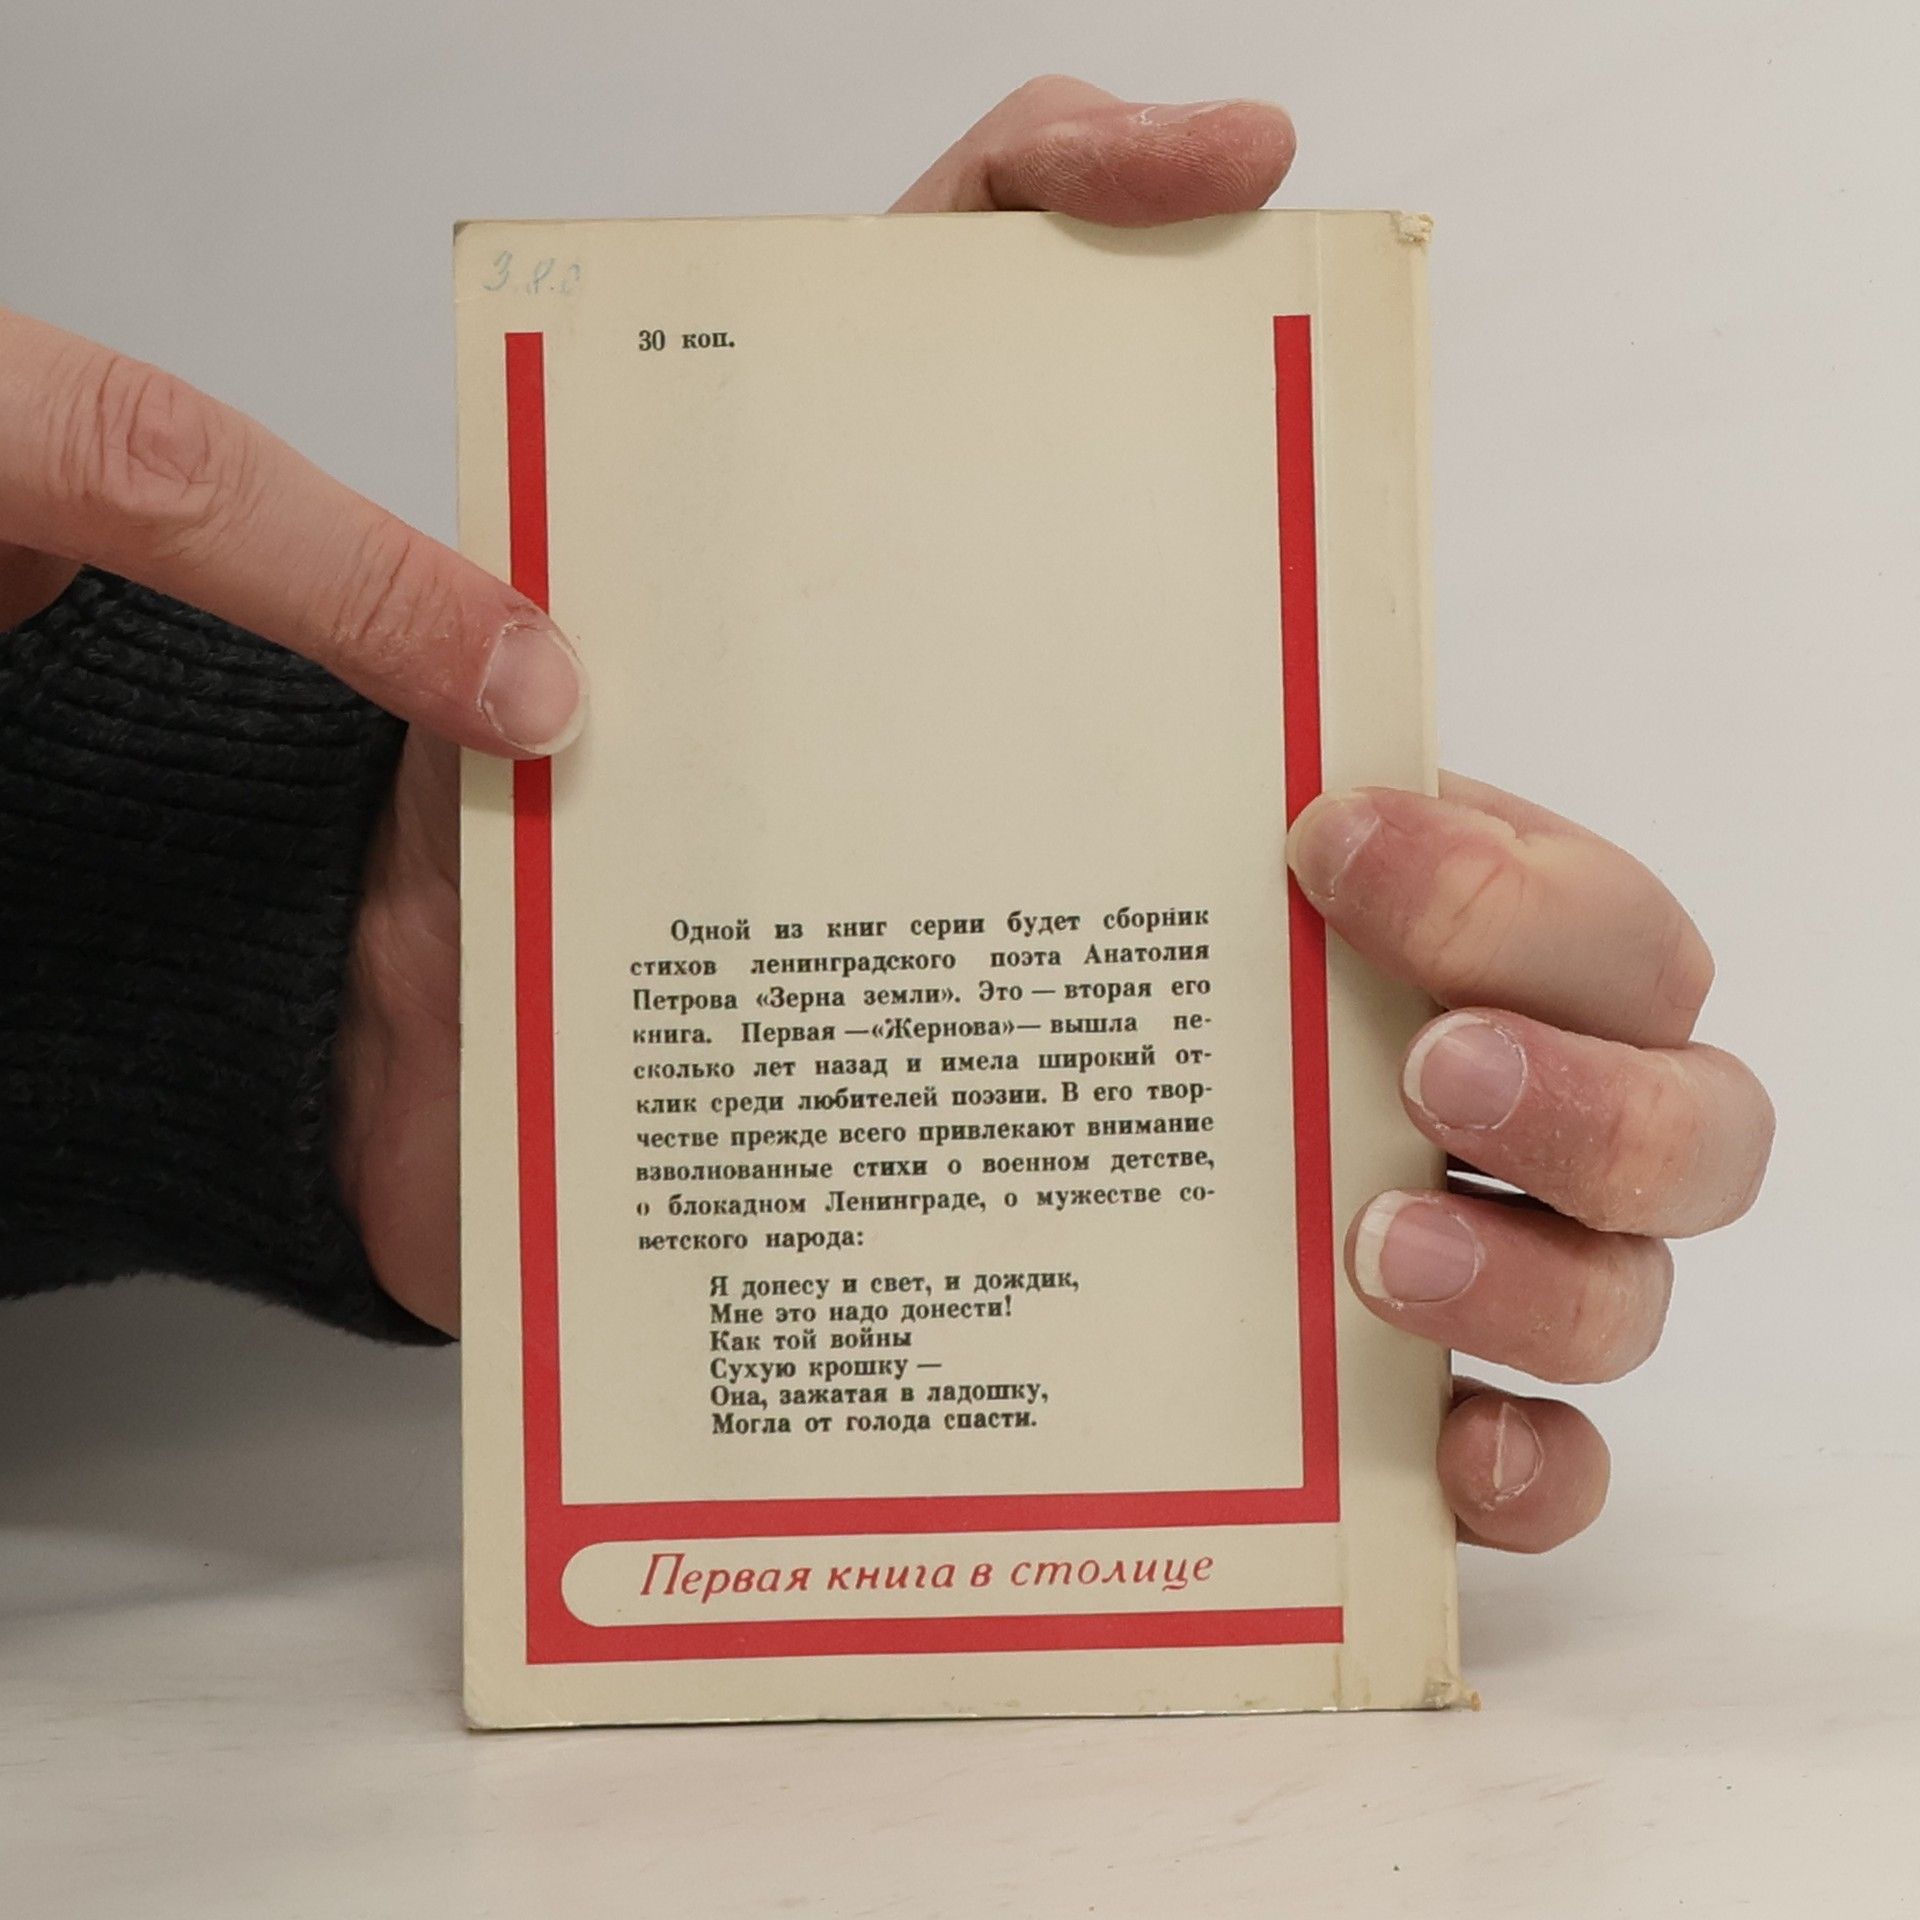 30 коп.
Одной из книг серии будет сборник
стихов ленинградского поэта Анатолия
Петрова «Зерна земли». Это — вторая его
книга. Первая —«Жернова»— вышла не-
сколько лет назад и имела широкий от-
клик среди любителей поэзии. В его твор-
честве прежде всего привлекают внимание
взволнованные стихи о военном детстве,
о блокадном Ленинграде, о мужестве со-
ветского народа:
Я донесу и свет, и дождик,
Мне это надо донести!
Как той войны
Сухую крошку —
Она, зажатая в ладошку,
Могла от голода спасти.
Первая книга в столице